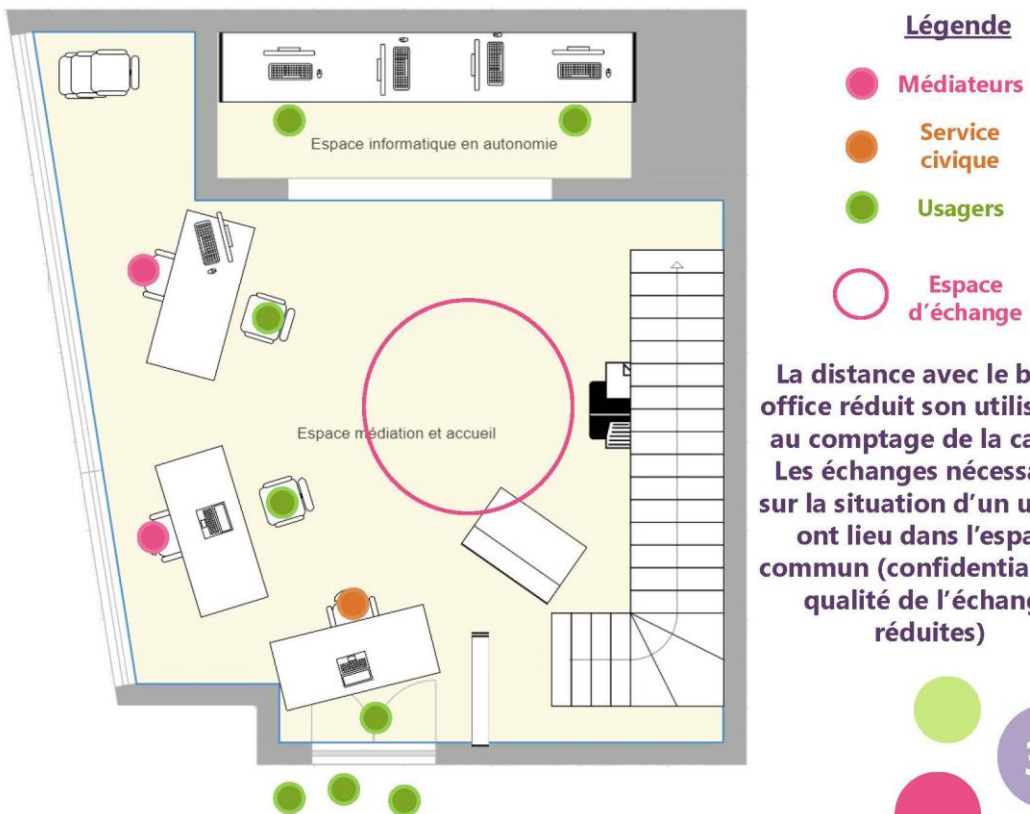 Légende
Médiateurs
Service
civique
Usagers
Espace
d'échange
Espace informatique en autonomie
Espace médiation et accueil
La distance avec le b
office réduit son utilis
au comptage de la ca
Les échanges nécessa
sur la situation d'un u
ont lieu dans l'espa
commun (confidentia
qualité de l'échang
réduites)
3